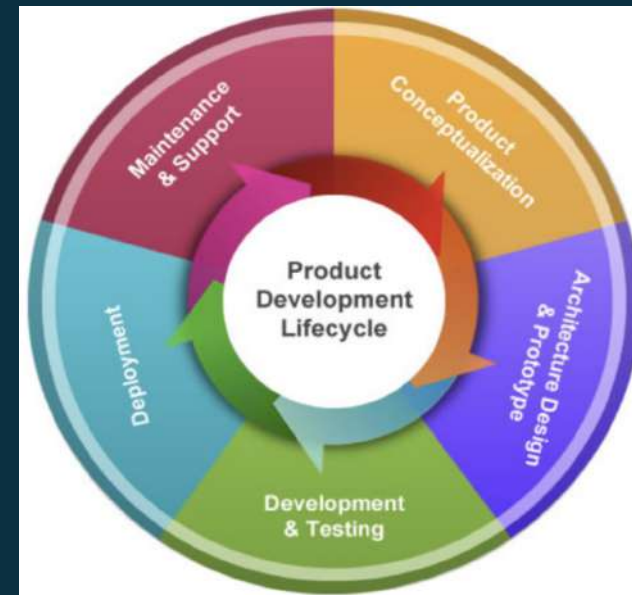 Product
Development
Lifecycle
Product
Conceptualization
Architecture Design
& Prototype
Development
& Testing
Deployment
Maintenance
& Support